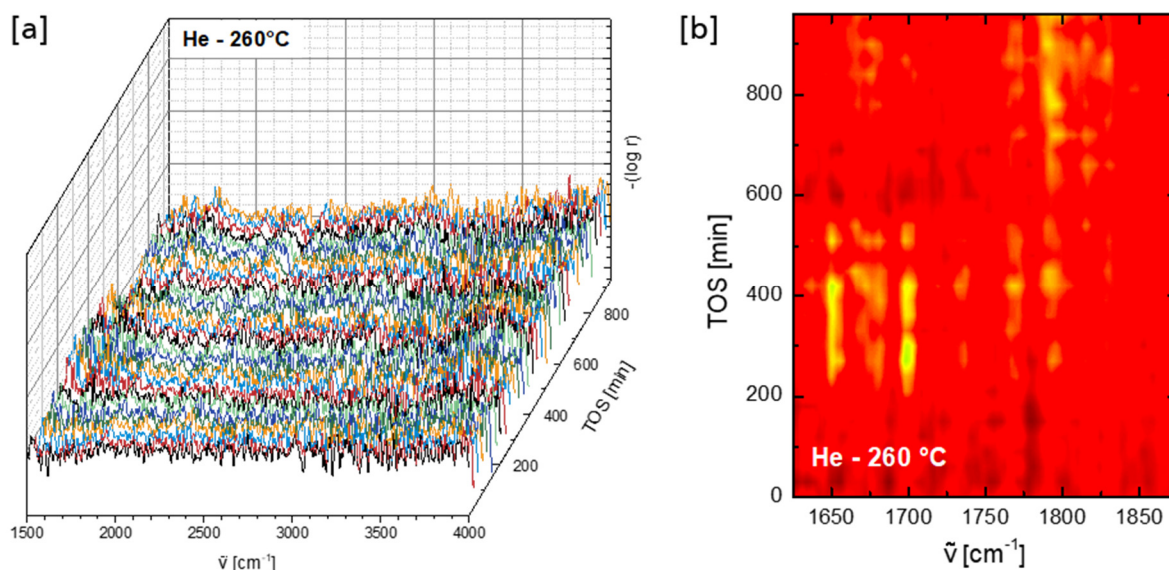 [a]
He - 260°C
-(log r)
800
600
400
200
TOS [min]
1500 2000 2500 3000 3500 4000
ṽ [cm⁻¹]
[b]
TOS [min]
800
600
400
200
0
He - 260 °C
1650 1700 1750 1800 1850
ṽ [cm⁻¹]